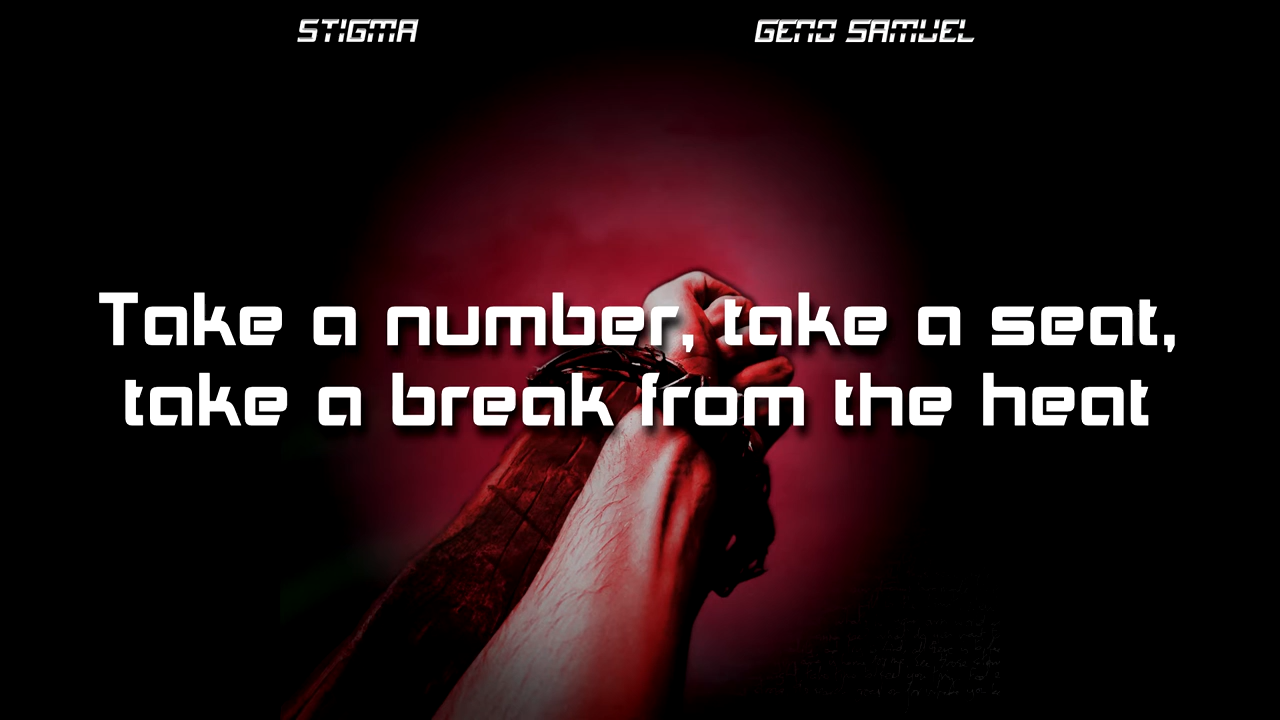 STIGMA
GENO SAMUEL
Take a number, take a seat,
take a break from the heat